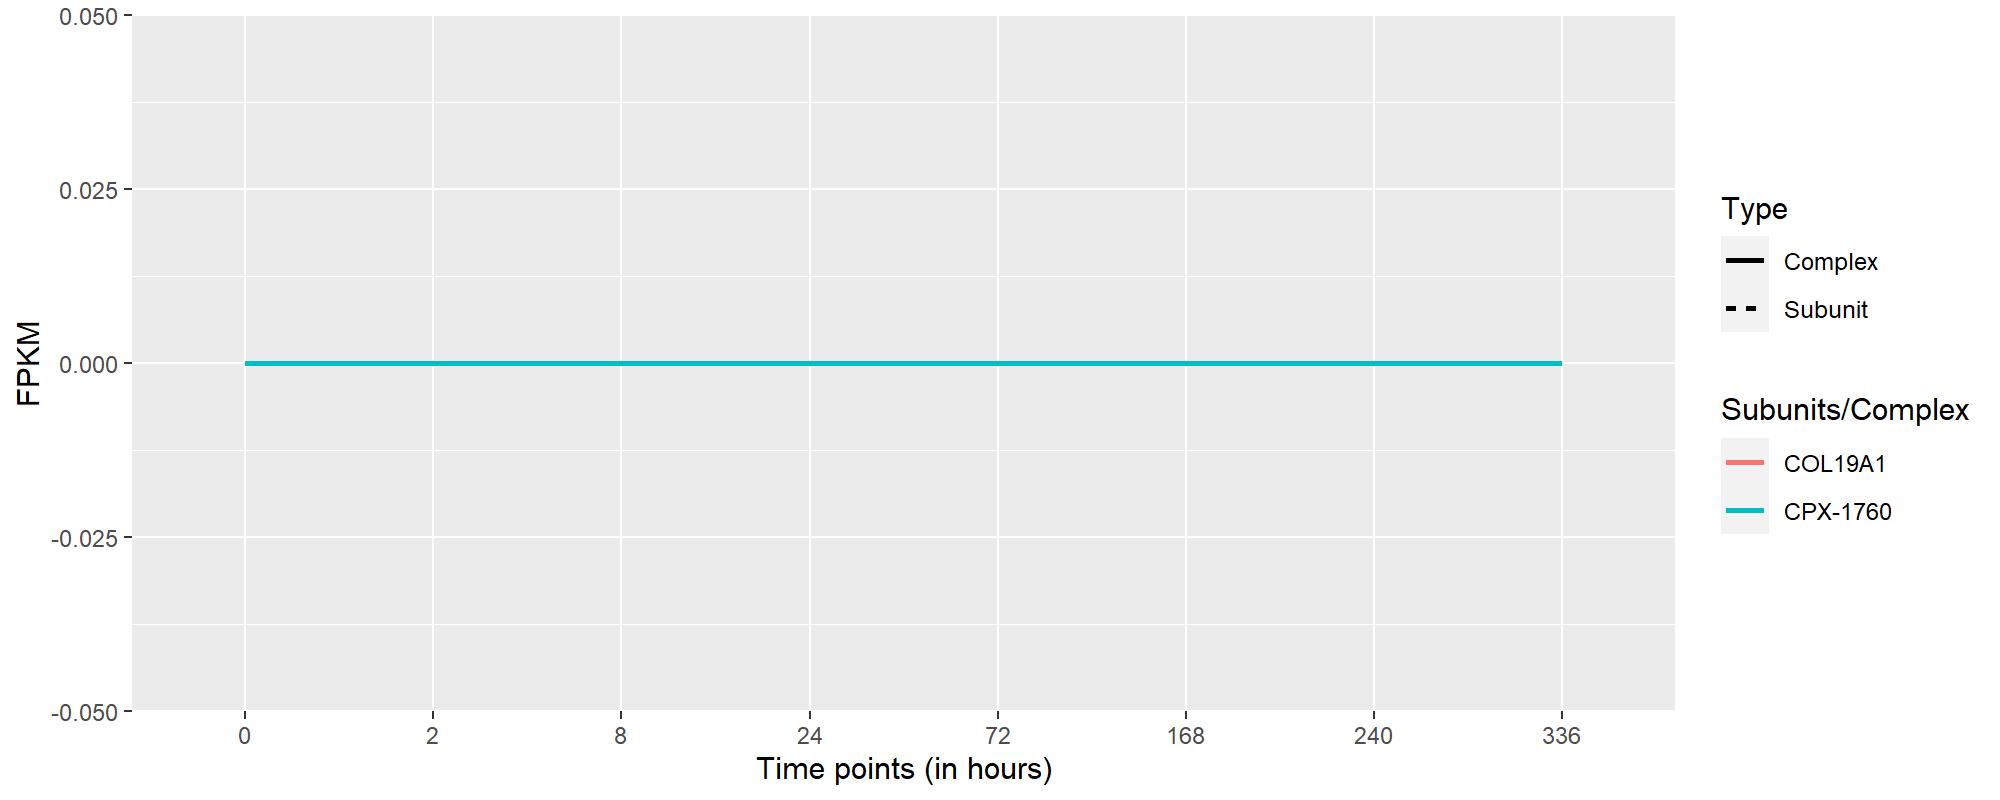 0.050
0.025
0.000
-0.025
-0.050
FPKM
0 2 8 24 72 168 240 336
Time points (in hours)
Type
Complex
Subunit
Subunits/Complex
COL19A1
CPX-1760